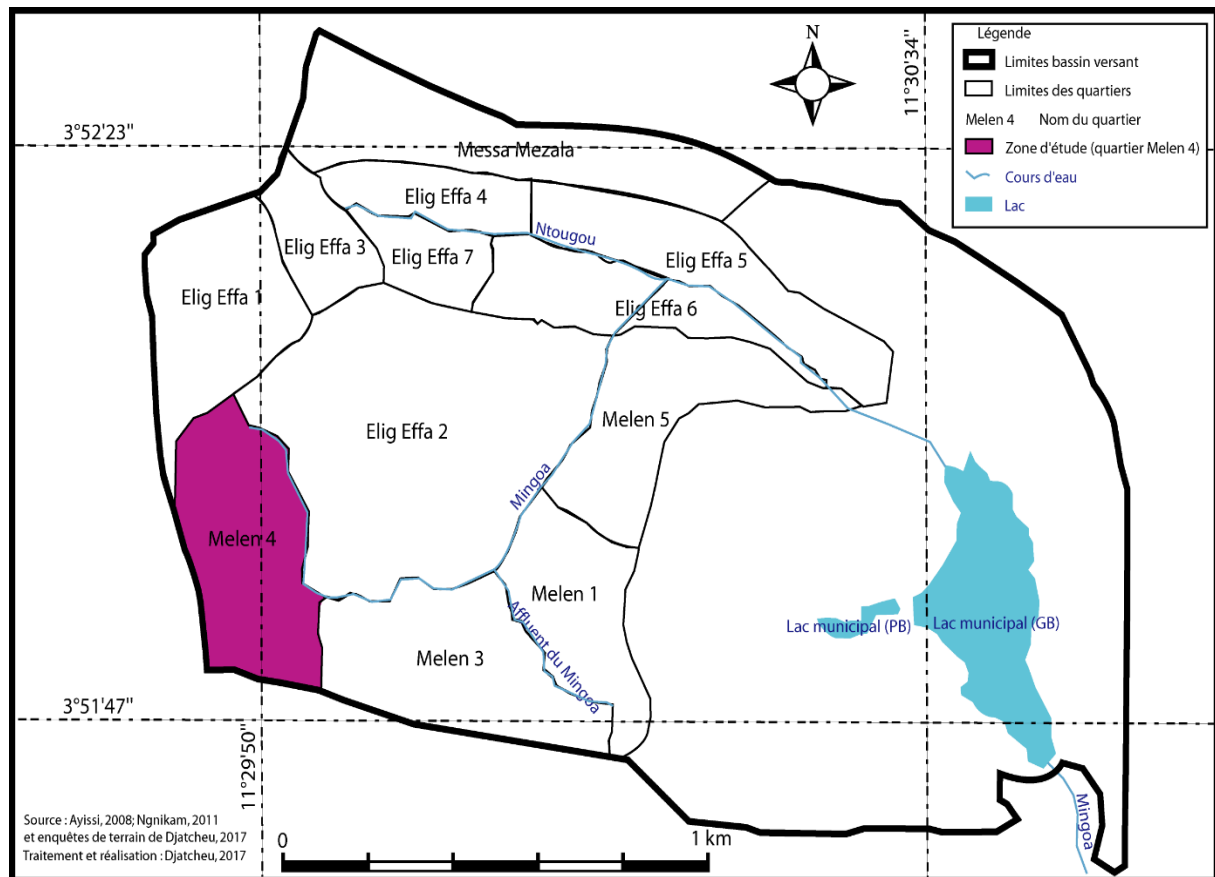 N
11°30'34"
Légende
Limites bassin versant
Limites des quartiers
Melen 4 Nom du quartier
Zone d'étude (quartier Melen 4)
Cours d'eau
Lac
3°52'23"
Messa Mezala
Elig Effa 4
Ntougou
Elig Effa 3
Elig Effa 7
Elig Effa 5
Elig Effa 1
Elig Effa 6
Melen 5
Elig Effa 2
Mingoa
Melen 4
Melen 1
Affluent du Mingoa
Lac municipal (PB)
Lac municipal (GB)
Melen 3
3°51'47"
11°29'50"
Mingoa
Source : Ayissi, 2008; Ngnikam, 2011
et enquêtes de terrain de Djatcheu, 2017
Traitement et réalisation : Djatcheu, 2017
0
1 km